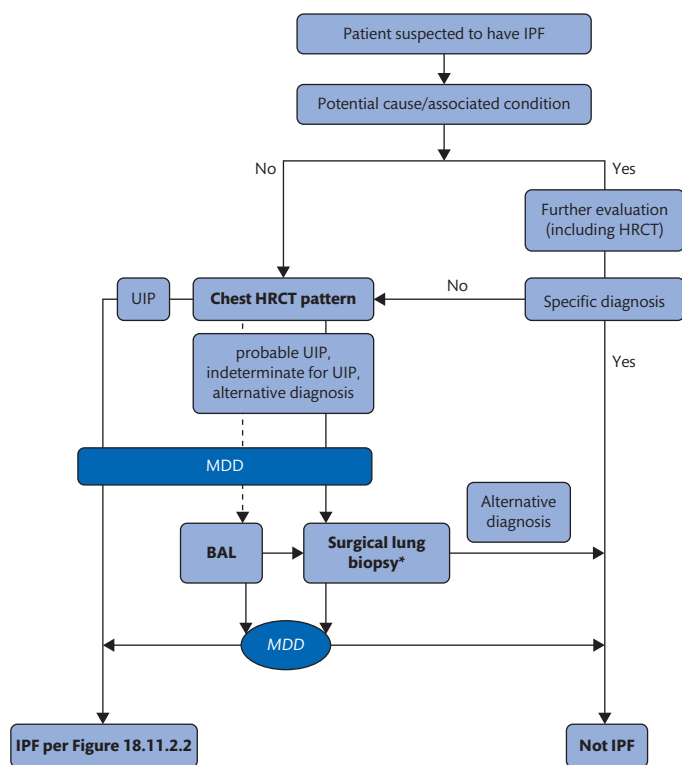 Patient suspected to have IPF
Potential cause/associated condition
No
Yes
Further evaluation
(including HRCT)
UIP
Chest HRCT pattern
No
Specific diagnosis
probable UIP,
indeterminate for UIP,
alternative diagnosis
Yes
MDD
Alternative
diagnosis
BAL
Surgical lung
biopsy*
MDD
IPF per Figure 18.11.2.2
Not IPF